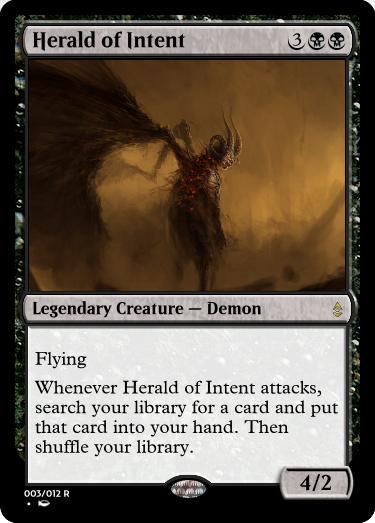 Herald of Intent 3
Legendary Creature — Demon
Flying
Whenever Herald of Intent attacks,
search your library for a card and put
that card into your hand. Then
shuffle your library.
4/2
003/012 R